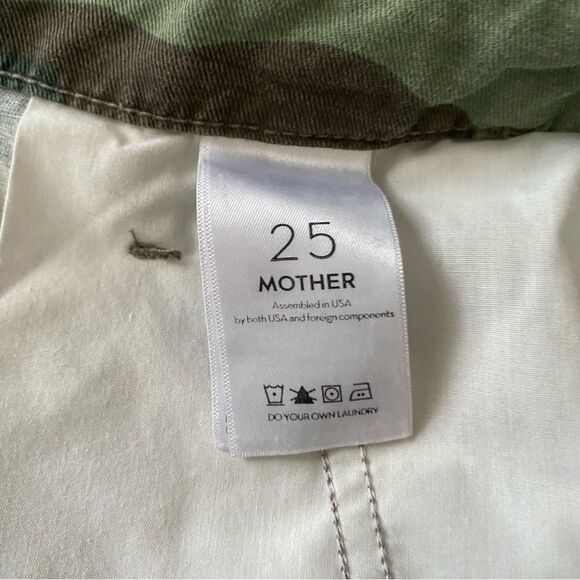 25
MOTHER
Assembled in USA
by both USA and foreign components
DO YOUR OWN LAUNDRY